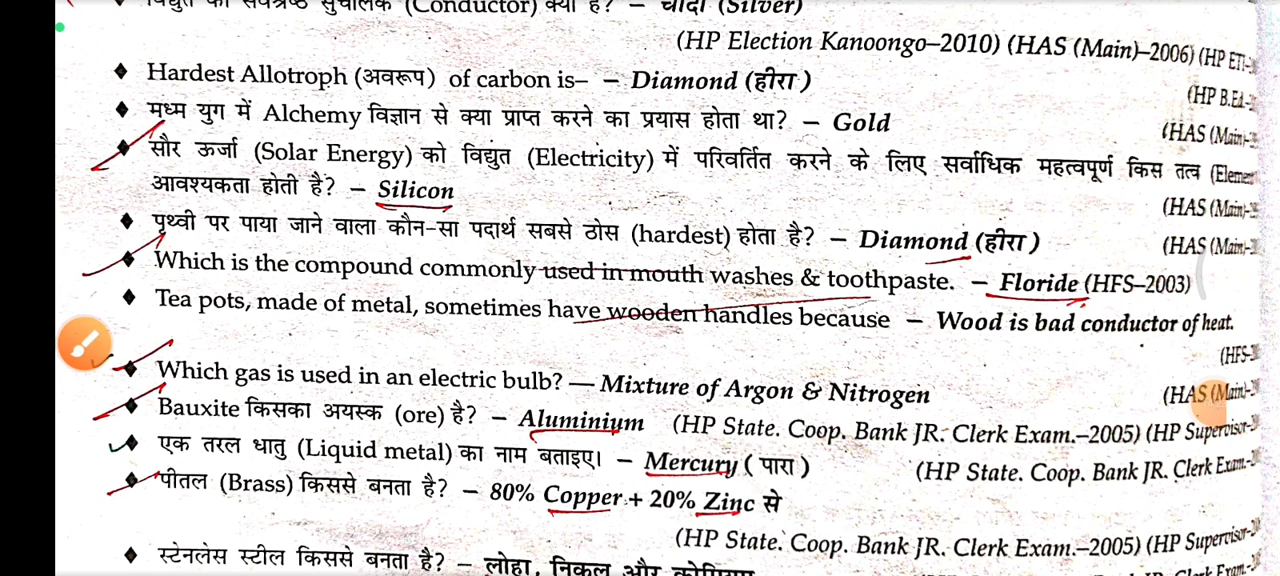 विद्युत का सर्वश्रेष्ठ सुचालक (Conductor) क्या है? – चांदी (Silver)
(HP Election Kanoongo–2010) (HAS (Main)–2006) (HP ETI-
◆ Hardest Allotroph (अवरूप) of carbon is– – Diamond (हीरा)
(HP B.Ed.-
◆ मध्म युग में Alchemy विज्ञान से क्या प्राप्त करने का प्रयास होता था? – Gold
(HAS (Main)-
◆ सौर ऊर्जा (Solar Energy) को विद्युत (Electricity) में परिवर्तित करने के लिए सर्वाधिक महत्वपूर्ण किस तत्व (Element
आवश्यकता होती है? – Silicon
(HAS (Main)-
◆ पृथ्वी पर पाया जाने वाला कौन-सा पदार्थ सबसे ठोस (hardest) होता है? – Diamond (हीरा)
(HAS (Main)-
◆ Which is the compound commonly used in mouth washes & toothpaste. – Floride (HFS–2003)
◆ Tea pots, made of metal, sometimes have wooden handles because – Wood is bad conductor of heat.
(HFS-
◆ Which gas is used in an electric bulb? — Mixture of Argon & Nitrogen
(HAS (Main)-
◆ Bauxite किसका अयस्क (ore) है? – Aluminium (HP State. Coop. Bank JR. Clerk Exam.–2005) (HP Supervisor-
◆ एक तरल धातु (Liquid metal) का नाम बताइए। – Mercury (पारा) (HP State. Coop. Bank JR. Clerk Exam.-
◆ पीतल (Brass) किससे बनता है? – 80% Copper + 20% Zinc से
(HP State. Coop. Bank JR. Clerk Exam.–2005) (HP Supervisor-
◆ स्टेनलेस स्टील किससे बनता है? – लोहा, निकल और क्रोमियम